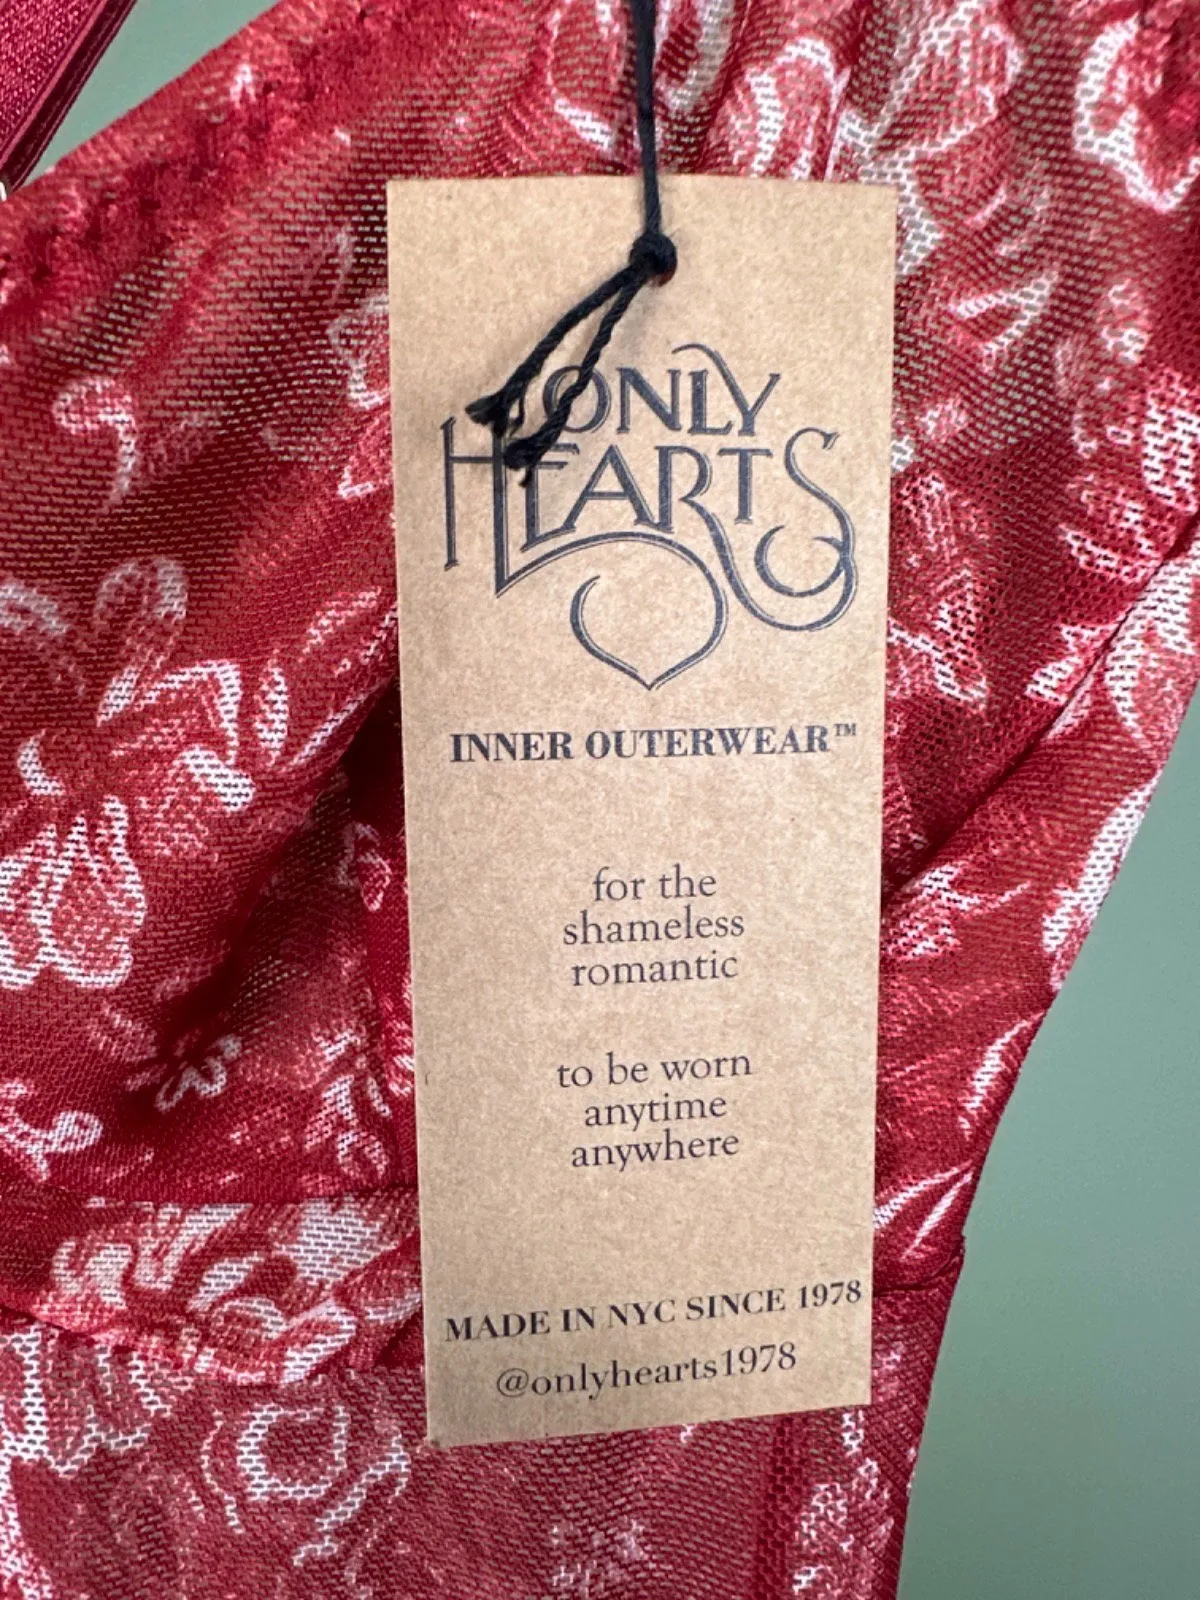 ONLY
HEARTS
INNER OUTERWEAR™
for the
shameless
romantic
to be worn
anytime
anywhere
MADE IN NYC SINCE 1978
@onlyhearts1978